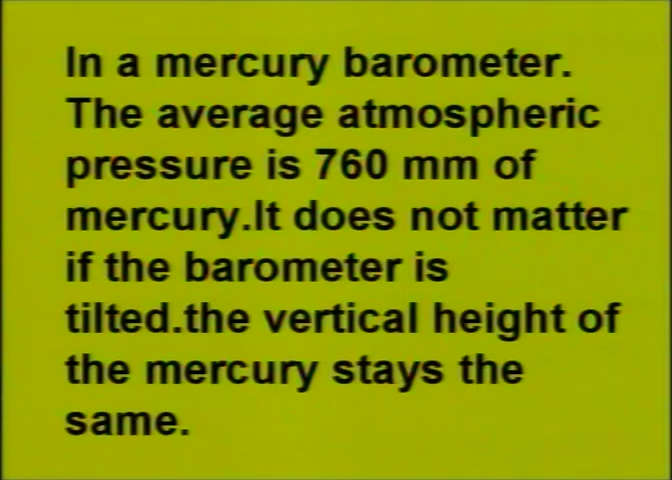 In a mercury barometer.
The average atmospheric
pressure is 760 mm of
mercury.It does not matter
if the barometer is
tilted.the vertical height of
the mercury stays the
same.